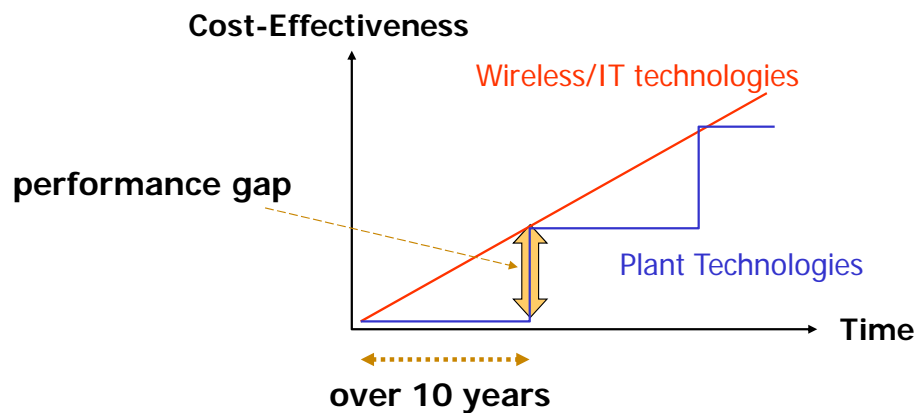 Cost-Effectiveness
Wireless/IT technologies
performance gap
Plant Technologies
Time
over 10 years